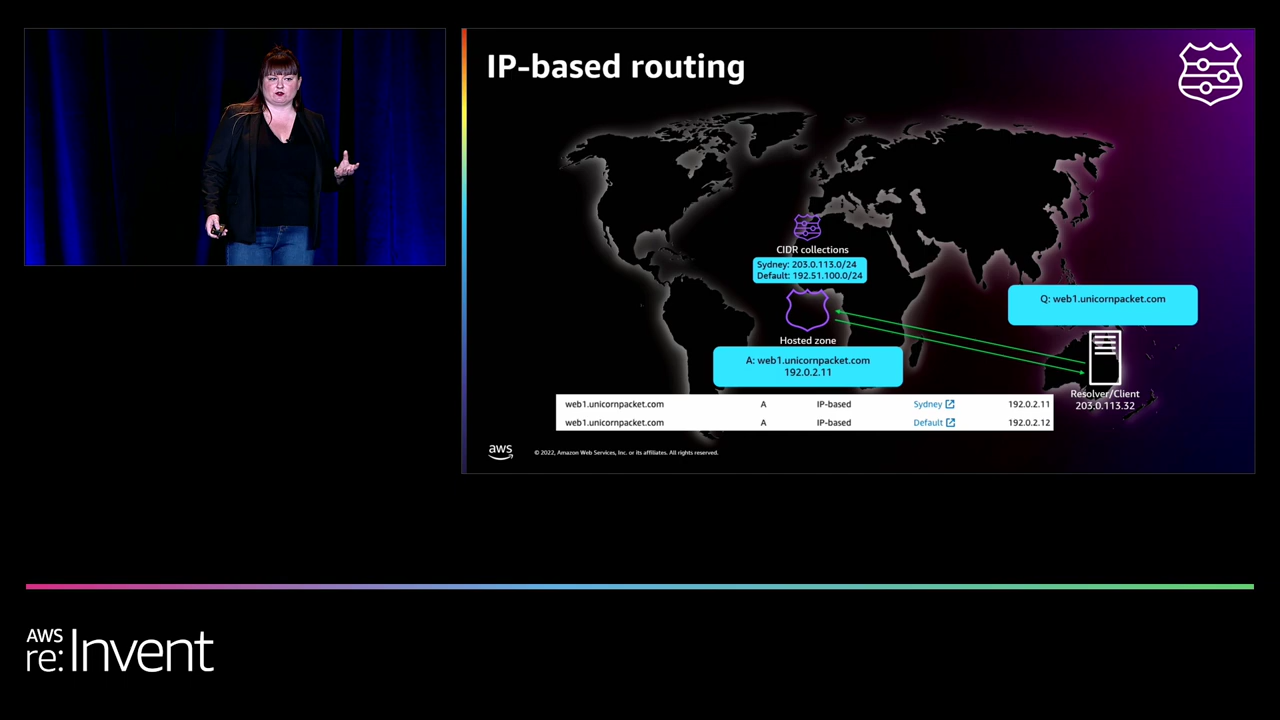 IP-based routing
CIDR collections
Sydney: 203.0.113.0/24
Default: 192.51.100.0/24
Q: web1.unicornpacket.com
Hosted zone
A: web1.unicornpacket.com
192.0.2.11
Resolver/Client
203.0.113.32
web1.unicornpacket.com A IP-based Sydney 192.0.2.11
web1.unicornpacket.com A IP-based Default 192.0.2.12
aws
© 2022, Amazon Web Services, Inc. or its affiliates. All rights reserved.
AWS
re:Invent